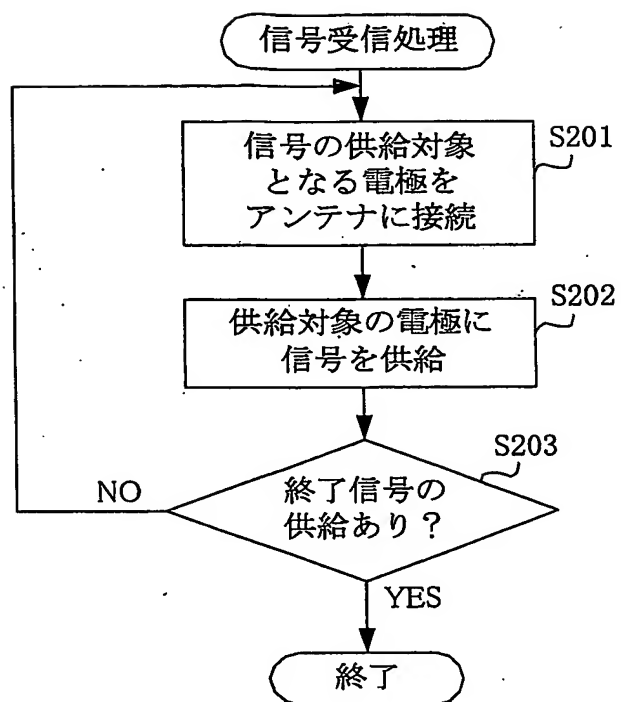 信号受信処理
信号の供給対象
となる電極を
アンテナに接続
S201
供給対象の電極に
信号を供給
S202
終了信号の
供給あり？
S203
NO
YES
終了